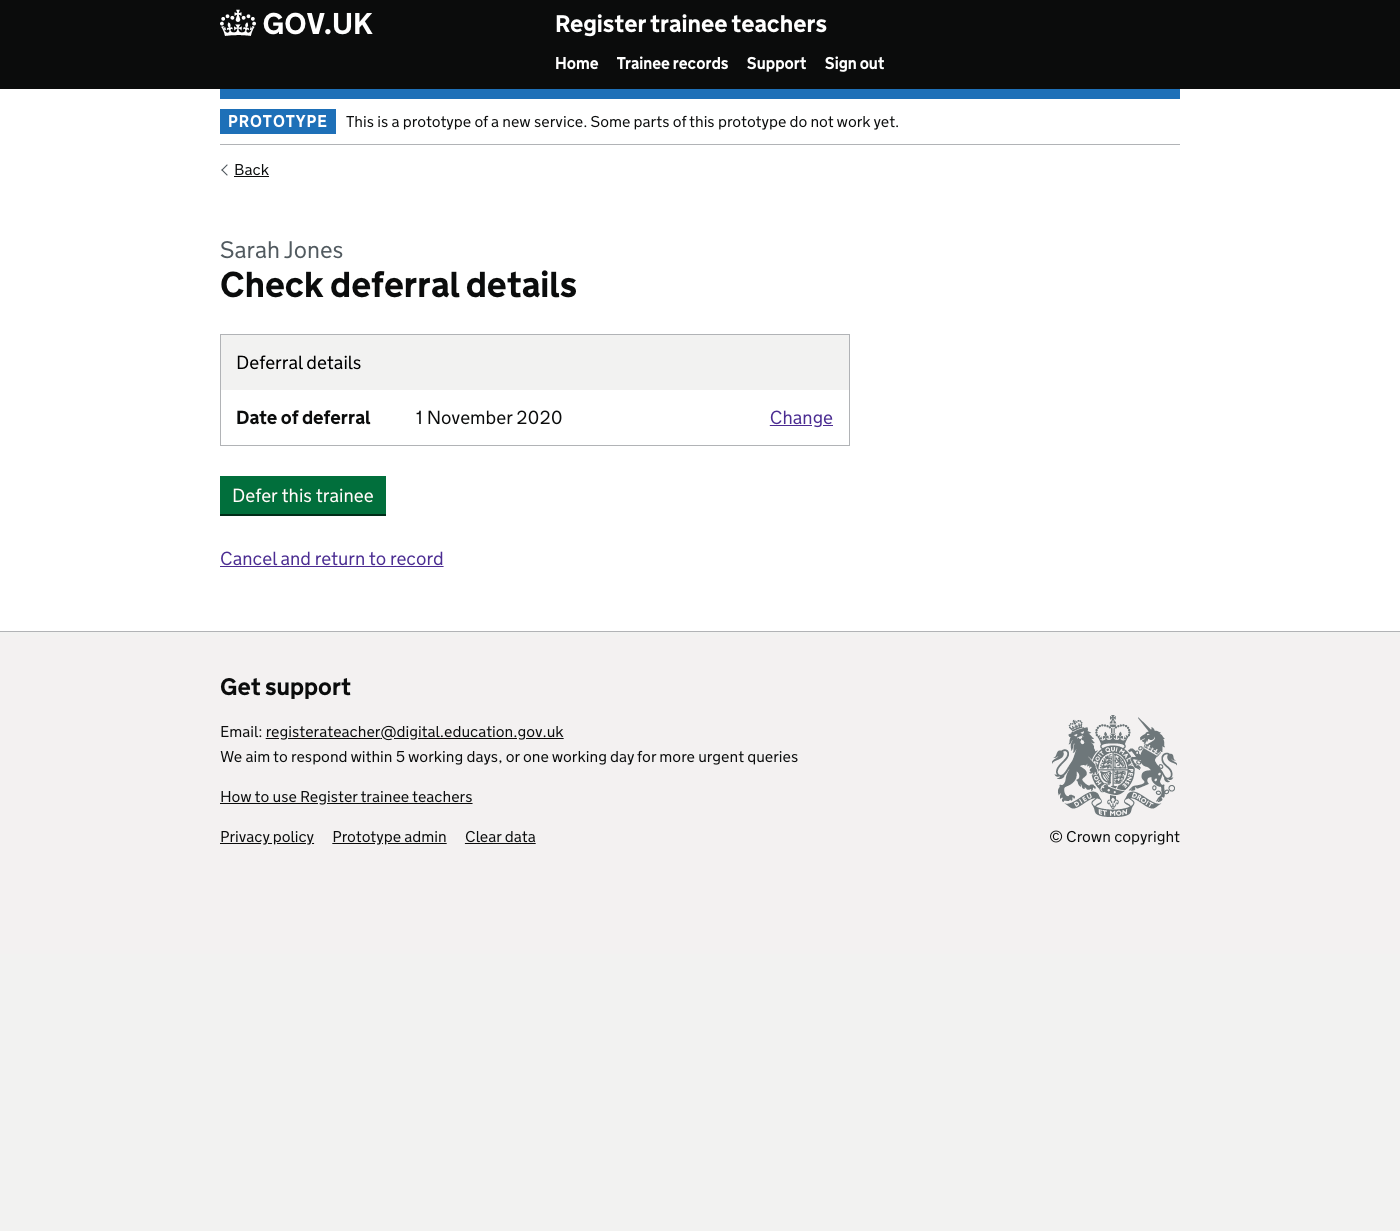 GOV.UK
Register trainee teachers
Home Trainee records Support Sign out
PROTOTYPE This is a prototype of a new service. Some parts of this prototype do not work yet.
Back
Sarah Jones
Check deferral details
Deferral details
Date of deferral 1 November 2020 Change
Defer this trainee
Cancel and return to record
Get support
Email: registerateacher@digital.education.gov.uk
We aim to respond within 5 working days, or one working day for more urgent queries
How to use Register trainee teachers
Privacy policy Prototype admin Clear data
DIEU ET MON DROIT
© Crown copyright